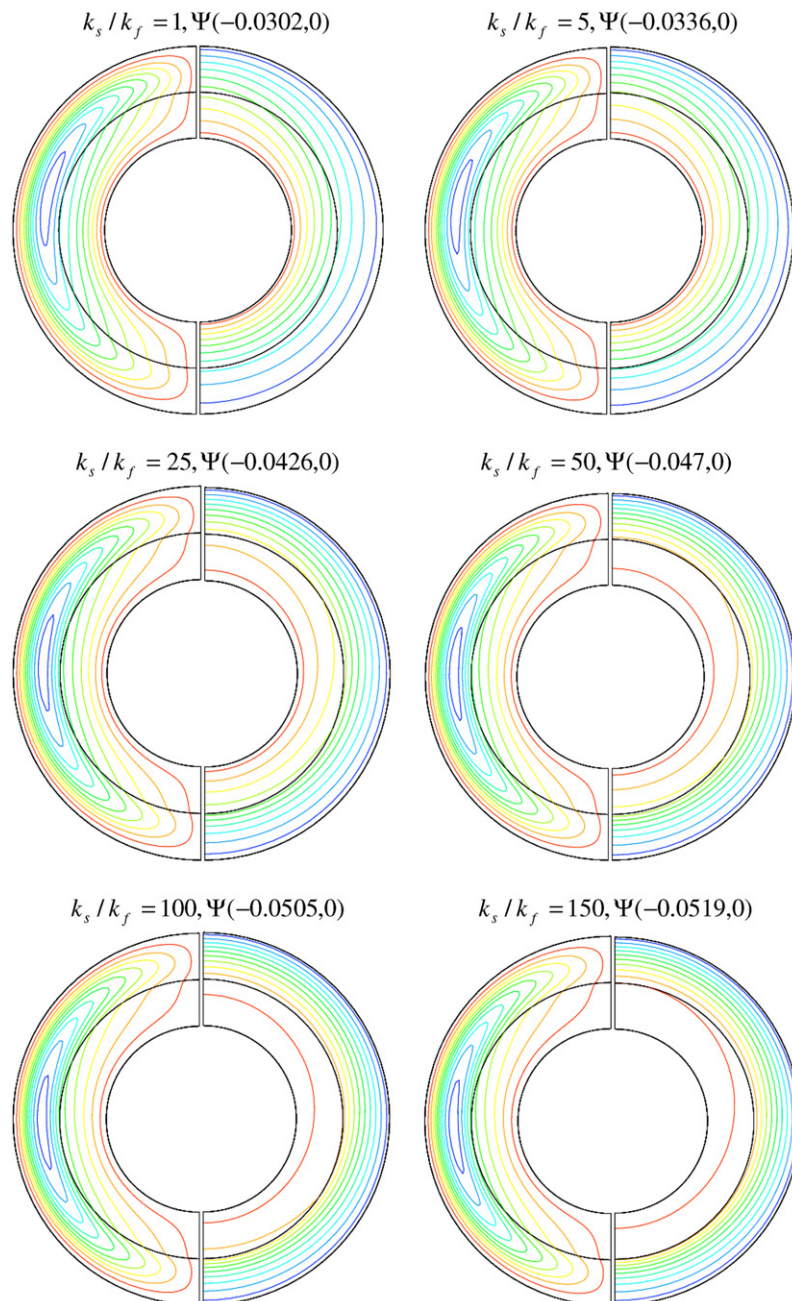 k_s / k_f = 1, Ψ(−0.0302,0)
k_s / k_f = 5, Ψ(−0.0336,0)
k_s / k_f = 25, Ψ(−0.0426,0)
k_s / k_f = 50, Ψ(−0.047,0)
k_s / k_f = 100, Ψ(−0.0505,0)
k_s / k_f = 150, Ψ(−0.0519,0)